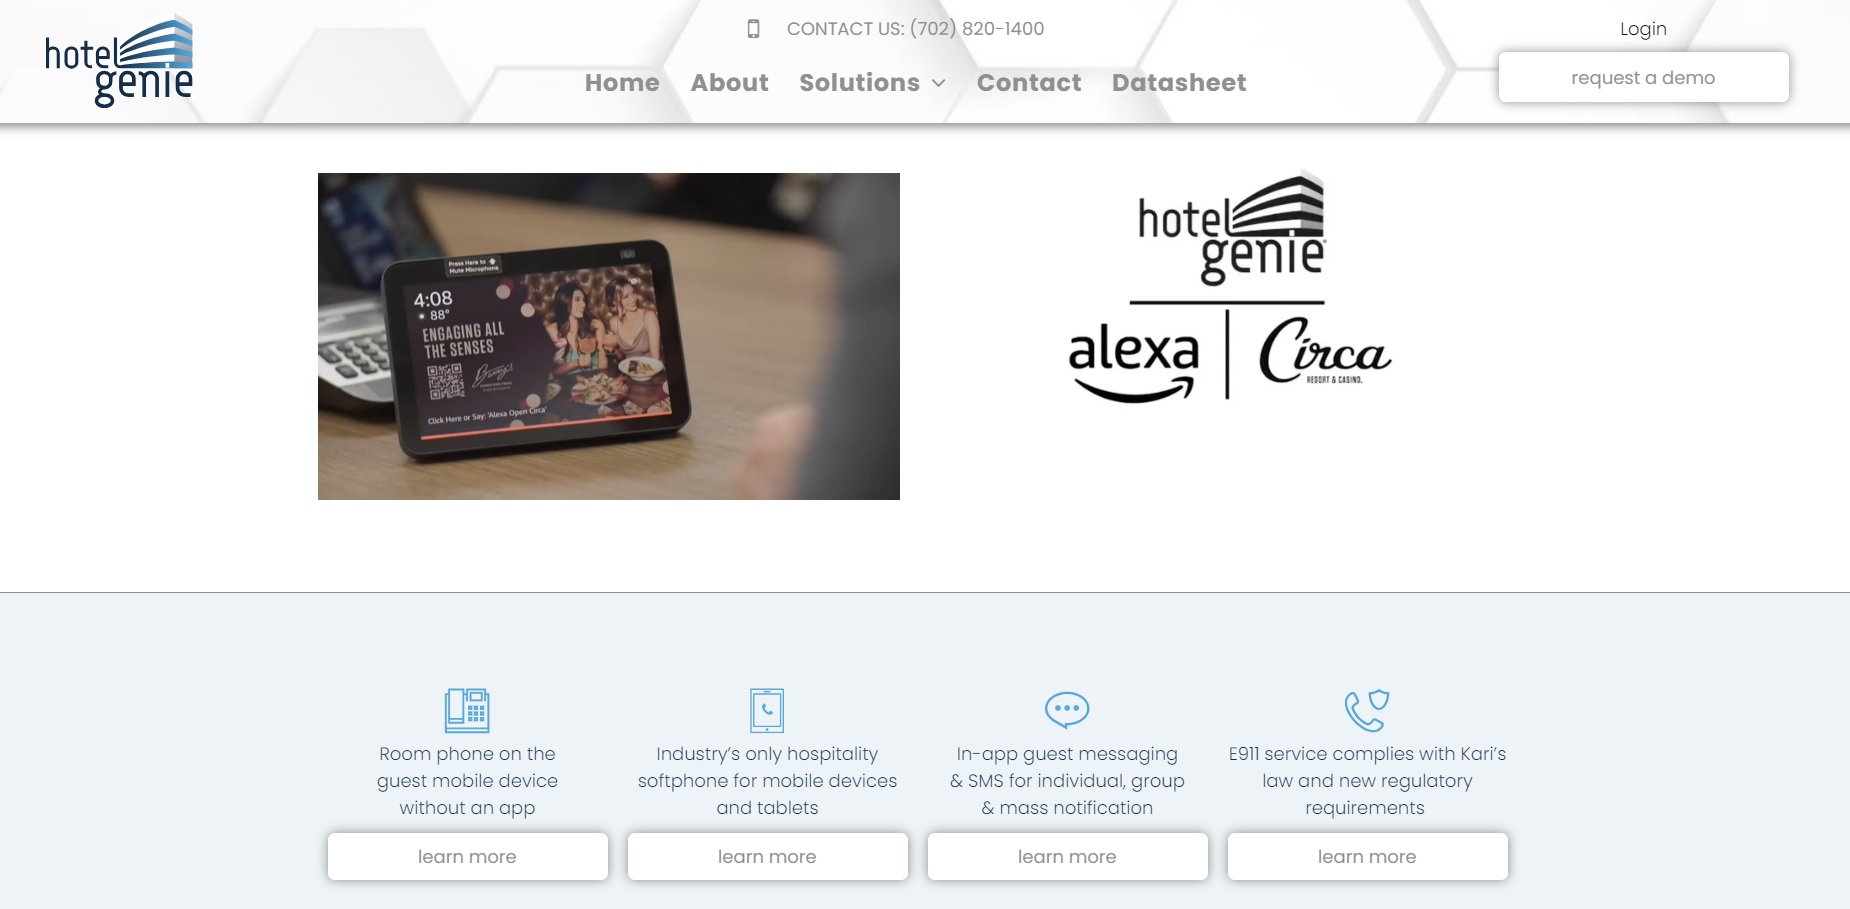 hotel
genie
CONTACT US: (702) 820-1400
Login
Home About Solutions Contact Datasheet
request a demo
Press Here to
Mute Microphone
4:08
88°
ENGAGING ALL
THE SENSES
Click Here or Say: 'Alexa Open Circa'
hotel
genie
alexa
Circa
RESORT & CASINO.
Room phone on the
guest mobile device
without an app
learn more
Industry's only hospitality
softphone for mobile devices
and tablets
learn more
In-app guest messaging
& SMS for individual, group
& mass notification
learn more
E911 service complies with Kari's
law and new regulatory
requirements
learn more